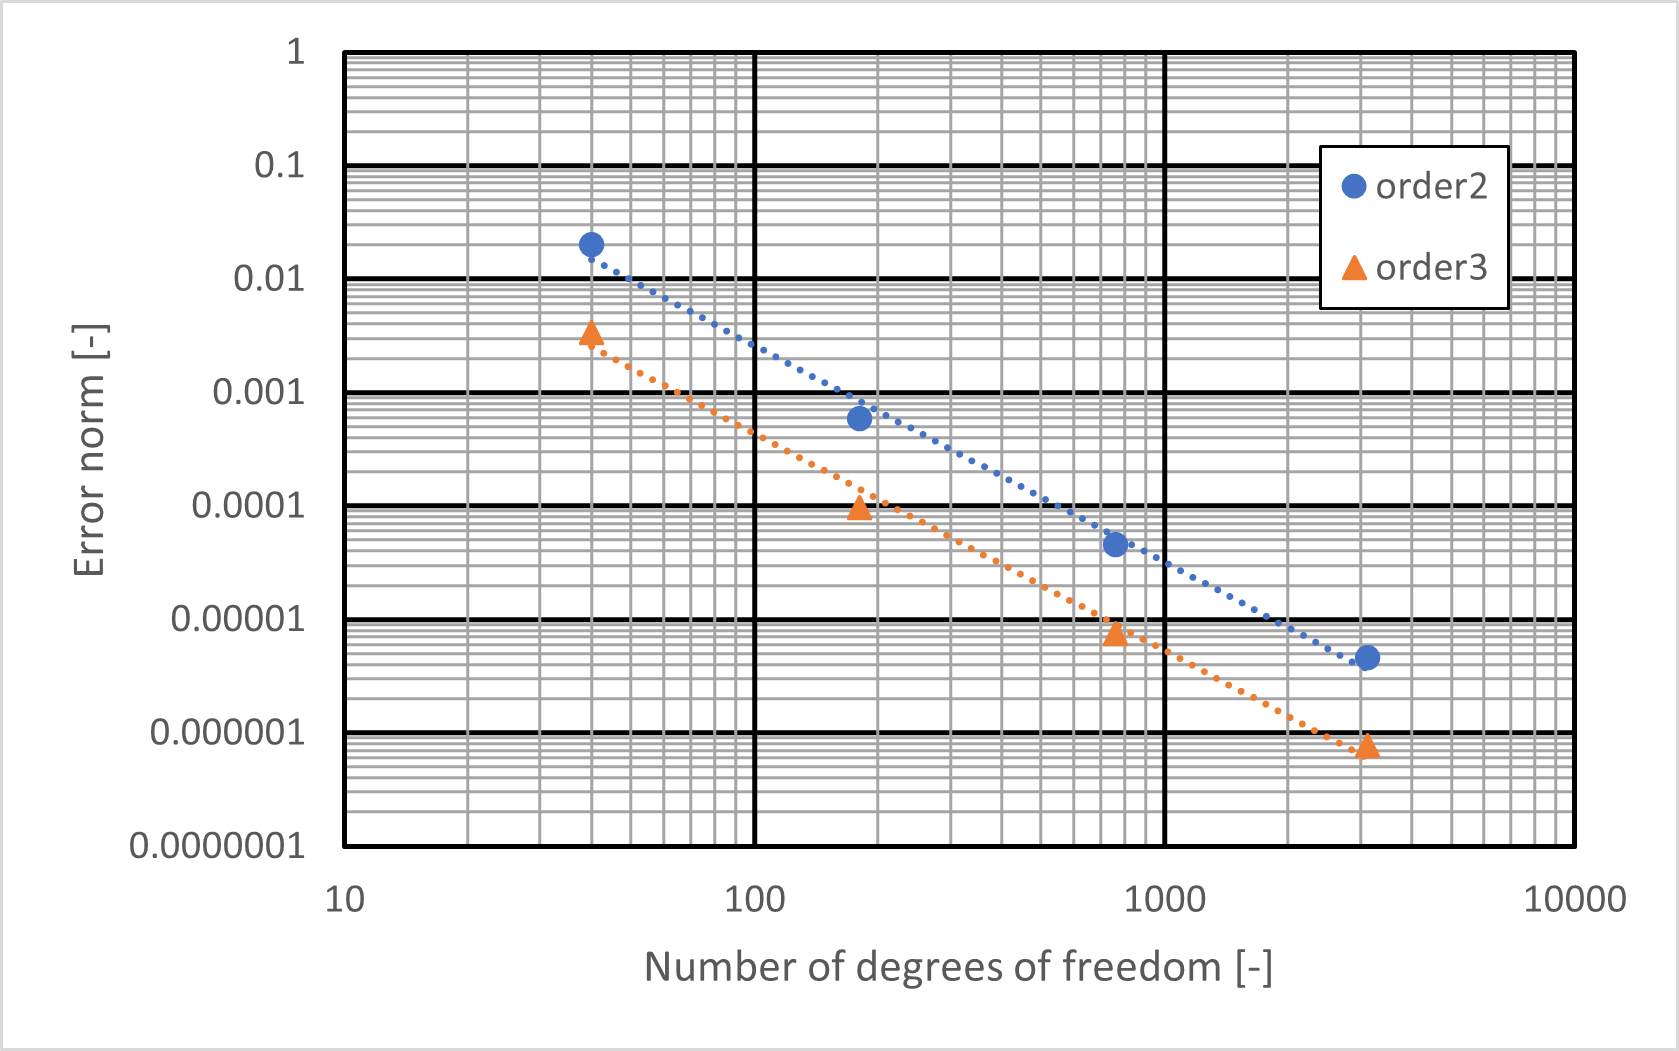 1
0.1
0.01
0.001
0.0001
0.00001
0.000001
0.0000001
10 100 1000 10000
Number of degrees of freedom [-]
Error norm [-]
order2
order3